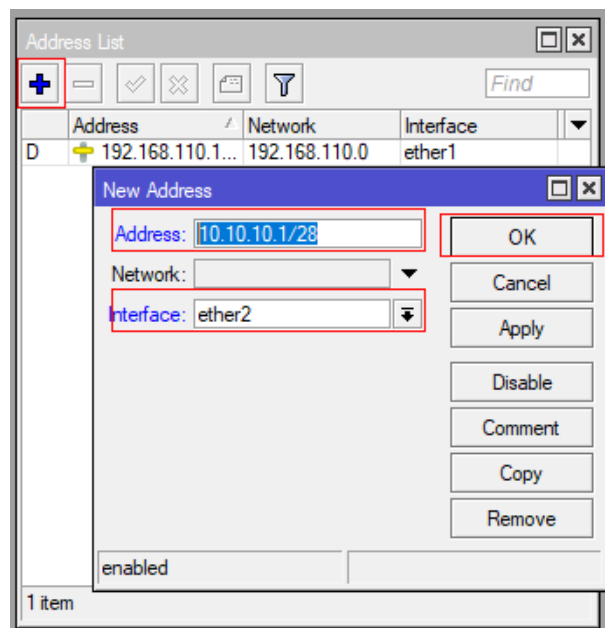 Address List
Find
Address Network Interface
D 192.168.110.1... 192.168.110.0 ether1
New Address
Address: 10.10.10.1/28
Network:
Interface: ether2
OK
Cancel
Apply
Disable
Comment
Copy
Remove
enabled
1 item